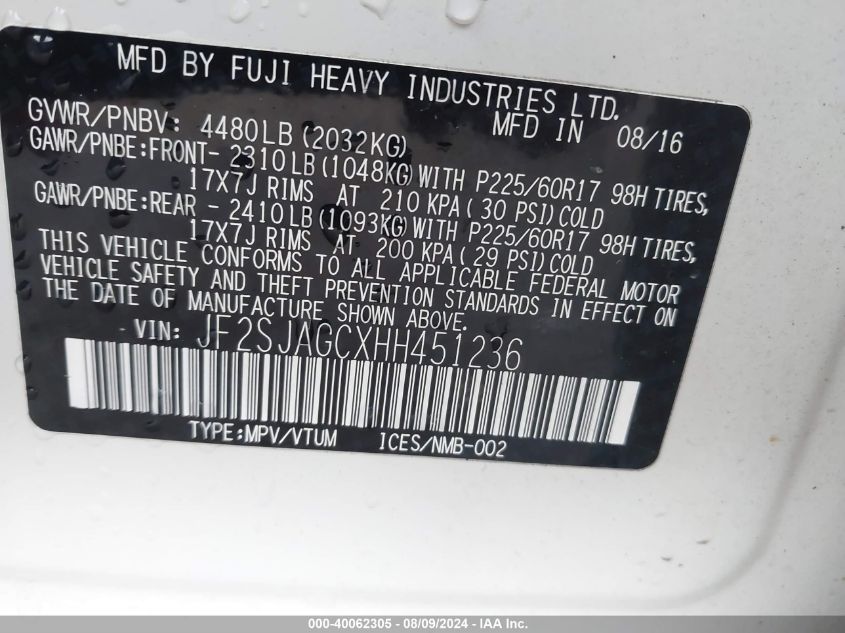 MFD BY FUJI HEAVY INDUSTRIES LTD.
GVWR/PNBV: 4480LB(2032KG) MFD IN 08/16
GAWR/PNBE:FRONT- 2310LB(1048KG)WITH P225/60R17 98H TIRES,
17X7J RIMS AT 210 KPA(30 PSI)COLD
GAWR/PNBE:REAR - 2410LB(1093KG)WITH P225/60R17 98H TIRES,
17X7J RIMS AT 200 KPA(29 PSI)COLD
THIS VEHICLE CONFORMS TO ALL APPLICABLE FEDERAL MOTOR
VEHICLE SAFETY AND THEFT PREVENTION STANDARDS IN EFFECT ON
THE DATE OF MANUFACTURE SHOWN ABOVE.
VIN: JF2SJAGCXHH451236
TYPE:MPV/VTUM ICES/NMB-002
000-40062305 - 08/09/2024 - IAA Inc.